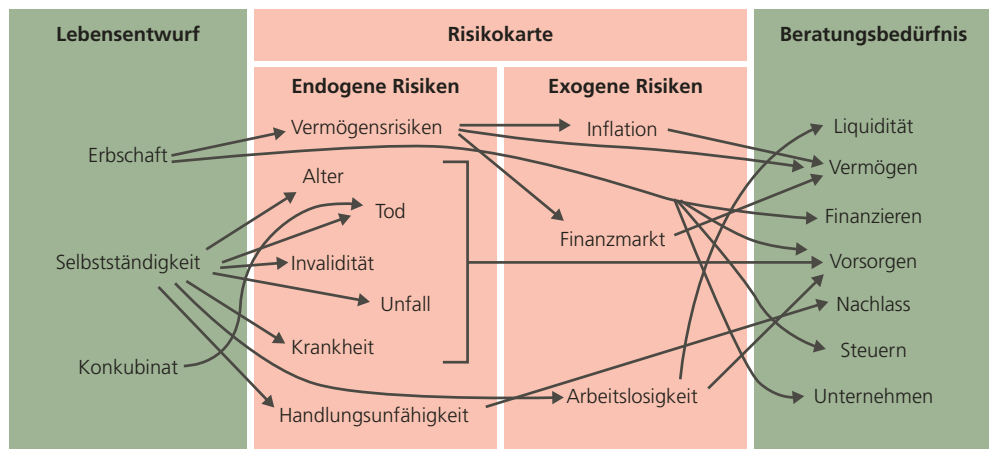 Lebensentwurf
Risikokarte
Beratungsbedürfnis
Endogene Risiken
Exogene Risiken
Erbschaft
Selbstständigkeit
Konkubinat
Vermögensrisiken
Alter
Tod
Invalidität
Unfall
Krankheit
Handlungsunfähigkeit
Inflation
Finanzmarkt
Arbeitslosigkeit
Liquidität
Vermögen
Finanzieren
Vorsorgen
Nachlass
Steuern
Unternehmen